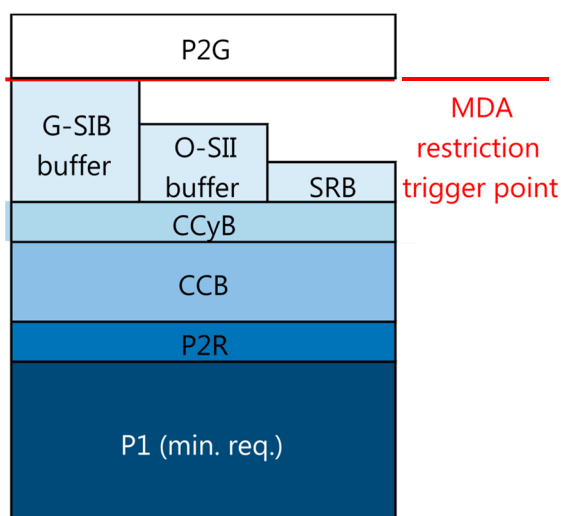 P2G
G-SIB
buffer
O-SII
buffer
SRB
MDA
restriction
trigger point
CCyB
CCB
P2R
P1 (min. req.)